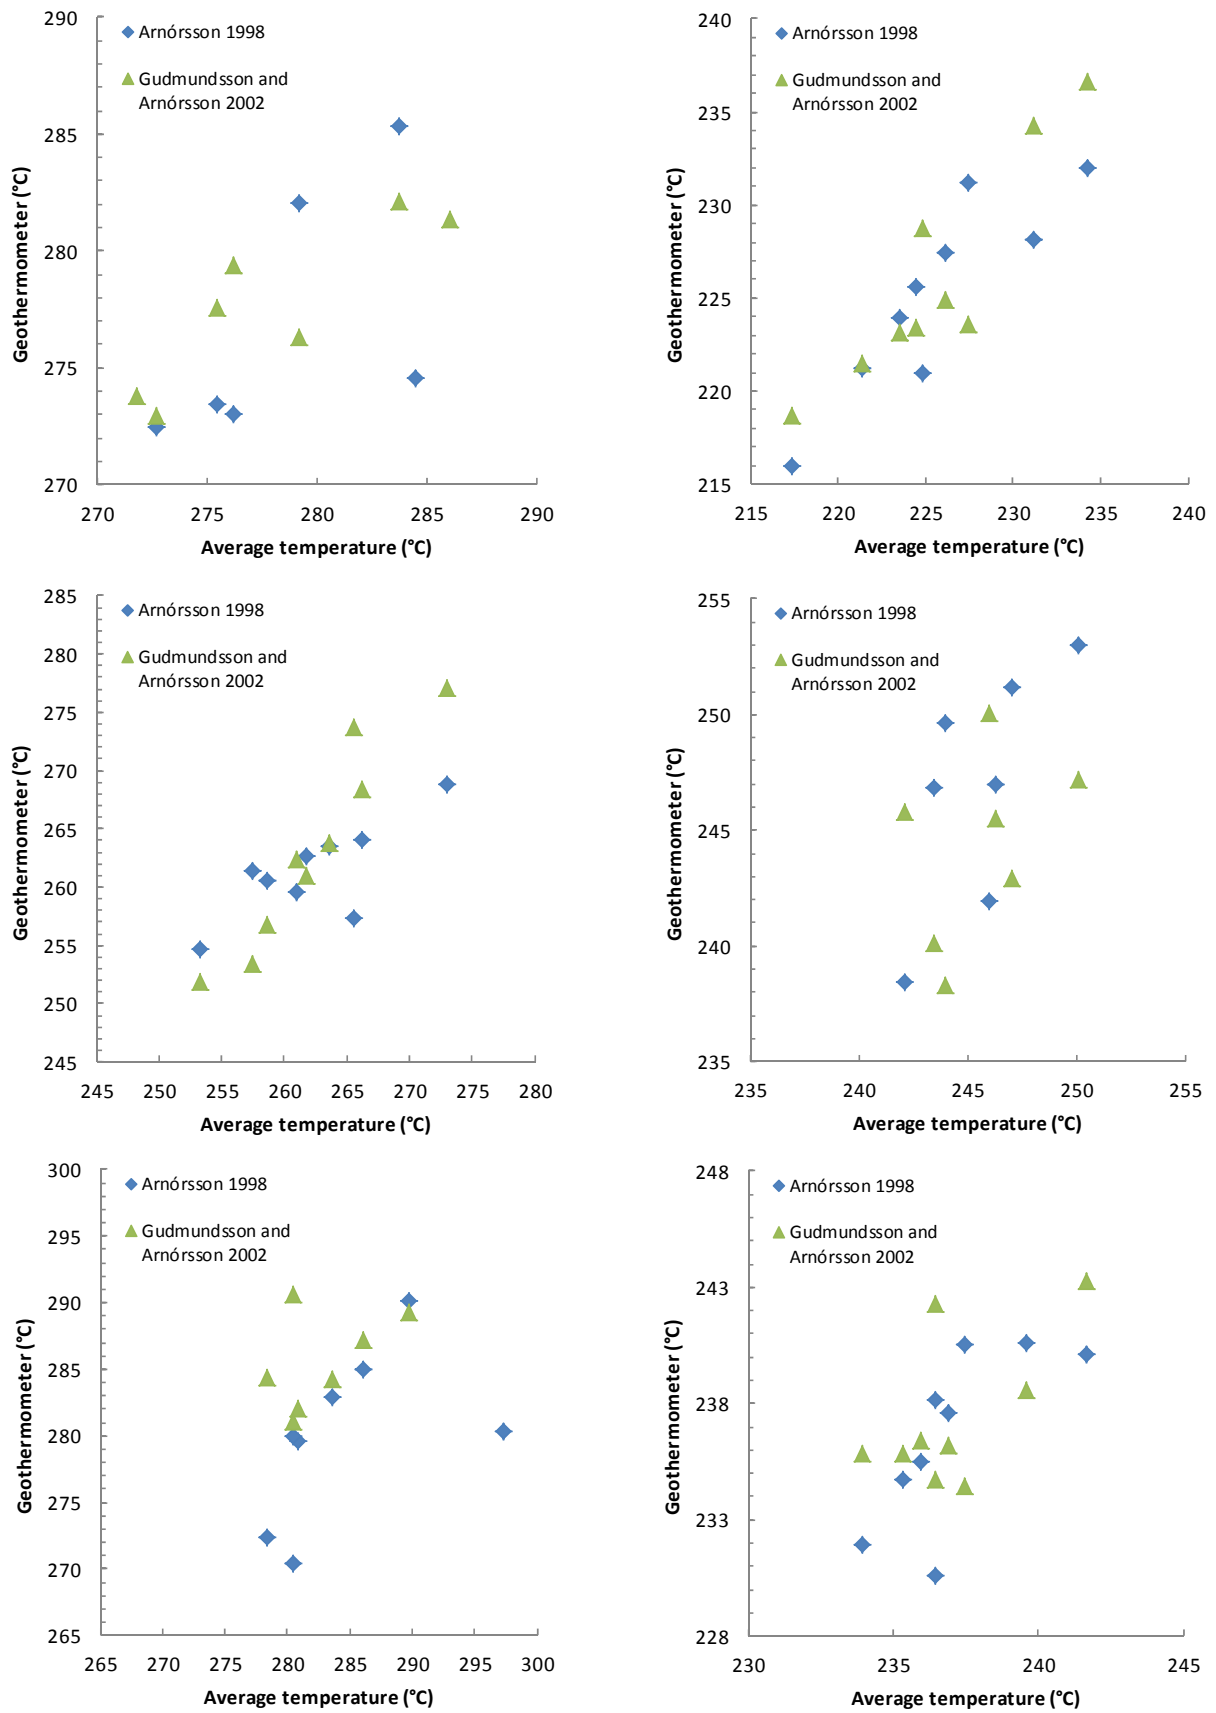 290
285
280
275
270
Geothermometer (°C)
Arnórsson 1998
Gudmundsson and
Arnórsson 2002
270 275 280 285 290
Average temperature (°C)
240
235
230
225
220
215
Geothermometer (°C)
Arnórsson 1998
Gudmundsson and
Arnórsson 2002
215 220 225 230 235 240
Average temperature (°C)
285
280
275
270
265
260
255
250
245
Geothermometer (°C)
Arnórsson 1998
Gudmundsson and
Arnórsson 2002
245 250 255 260 265 270 275 280
Average temperature (°C)
255
250
245
240
235
Geothermometer (°C)
Arnórsson 1998
Gudmundsson and
Arnórsson 2002
235 240 245 250 255
Average temperature (°C)
300
295
290
285
280
275
270
265
Geothermometer (°C)
Arnórsson 1998
Gudmundsson and
Arnórsson 2002
265 270 275 280 285 290 295 300
Average temperature (°C)
248
243
238
233
228
Geothermometer (°C)
Arnórsson 1998
Gudmundsson and
Arnórsson 2002
230 235 240 245
Average temperature (°C)